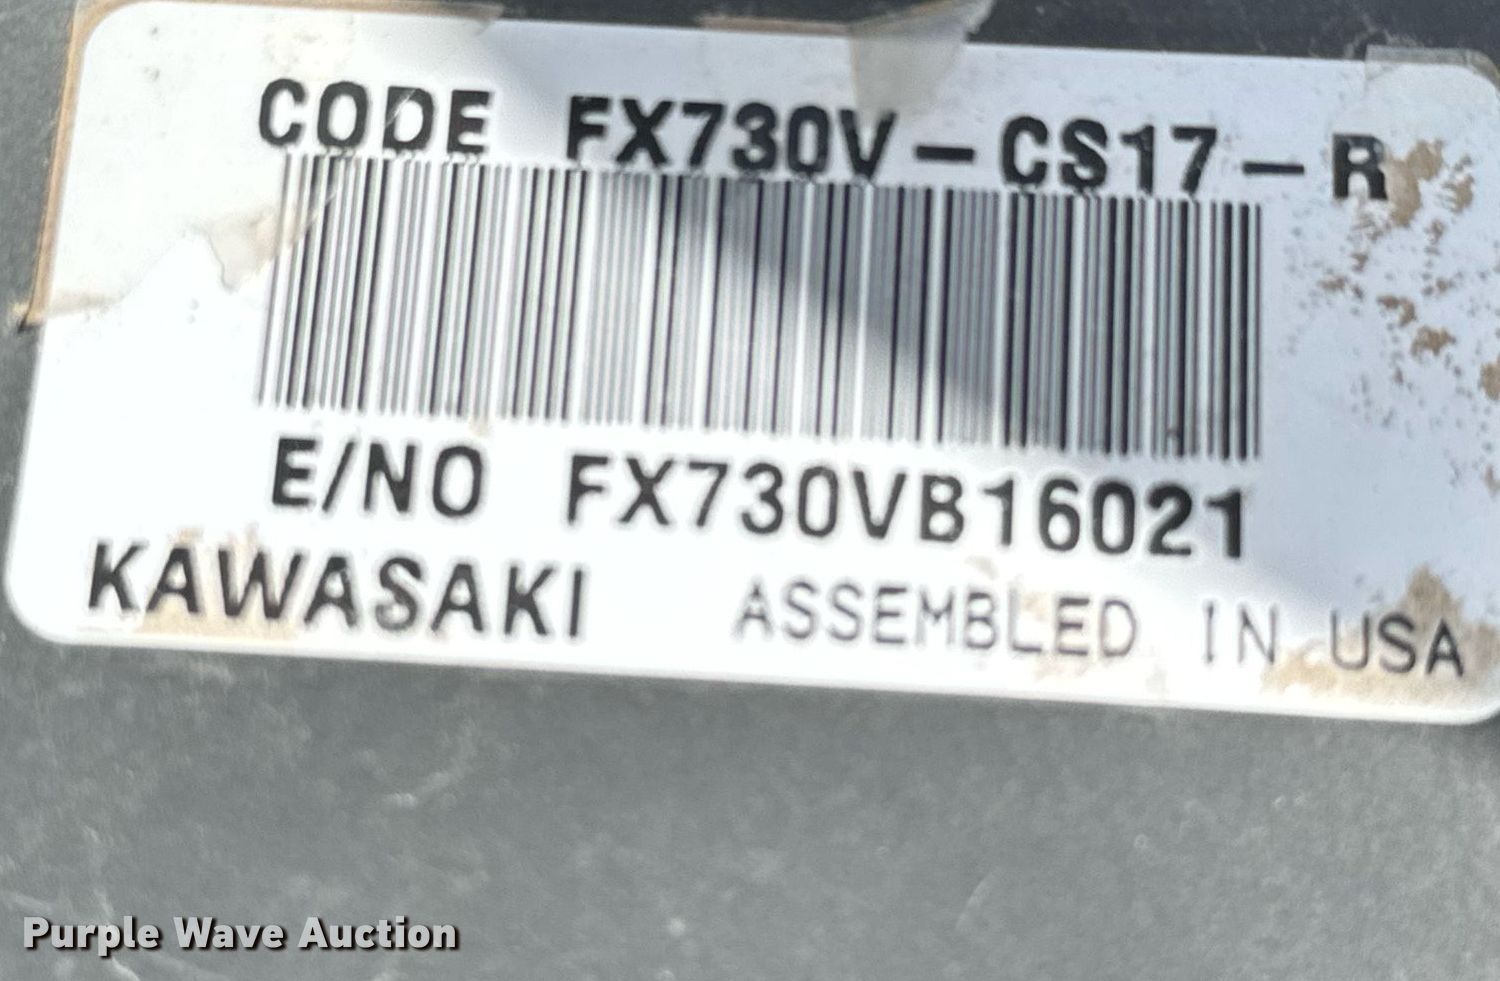 CODE FX730V-CS17-R
E/NO FX730VB16021
KAWASAKI ASSEMBLED IN USA
Purple Wave Auction